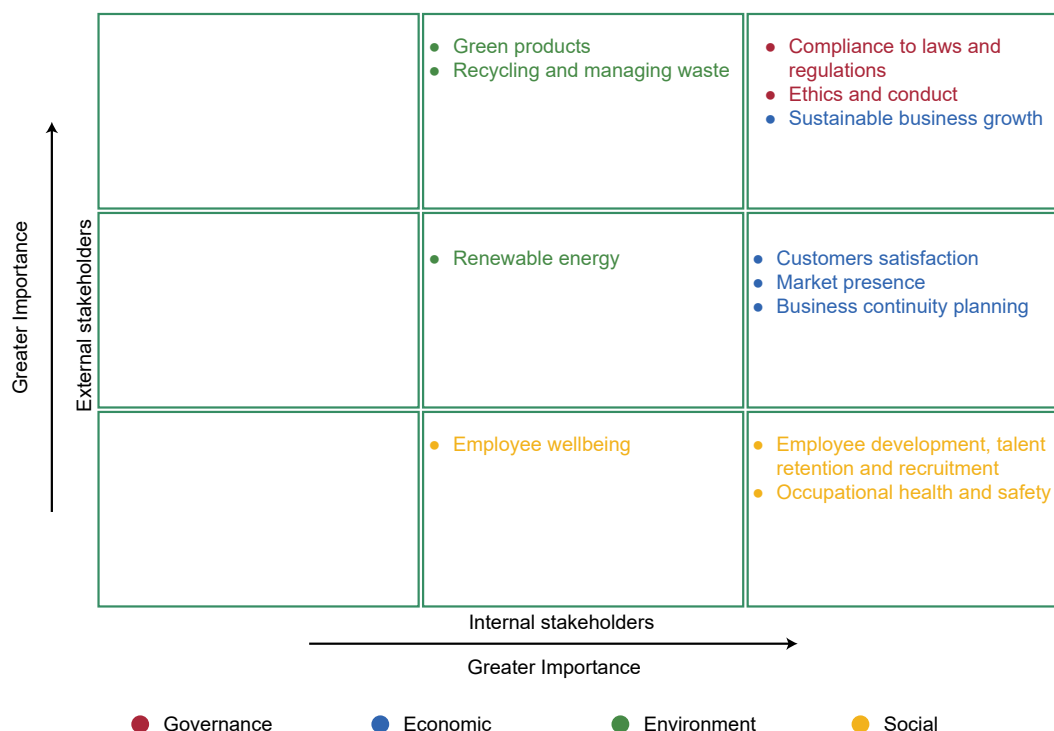 Green products
Recycling and managing waste
Compliance to laws and
regulations
Ethics and conduct
Sustainable business growth
Greater Importance
External stakeholders
Renewable energy
Customers satisfaction
Market presence
Business continuity planning
Employee wellbeing
Employee development, talent
retention and recruitment
Occupational health and safety
Internal stakeholders
Greater Importance
Governance
Economic
Environment
Social